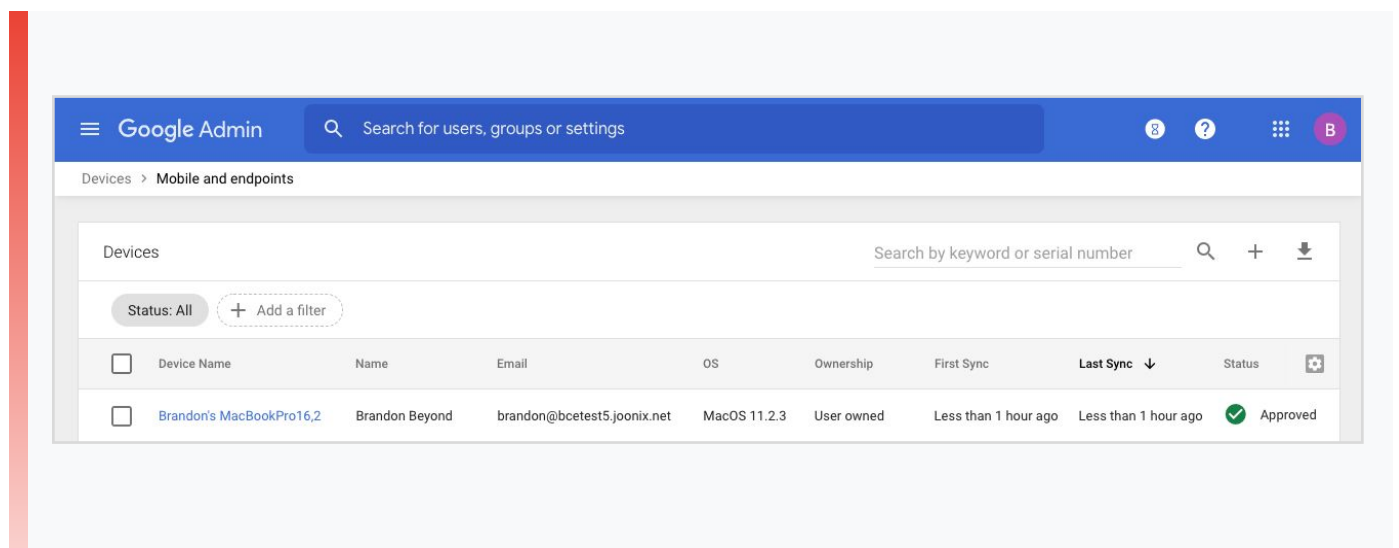 Google Admin Search for users, groups or settings B
Devices > Mobile and endpoints
Devices Search by keyword or serial number
Status: All + Add a filter
Device Name Name Email OS Ownership First Sync Last Sync Status
Brandon's MacBookPro16,2 Brandon Beyond brandon@bcetest5.joonix.net MacOS 11.2.3 User owned Less than 1 hour ago Less than 1 hour ago Approved